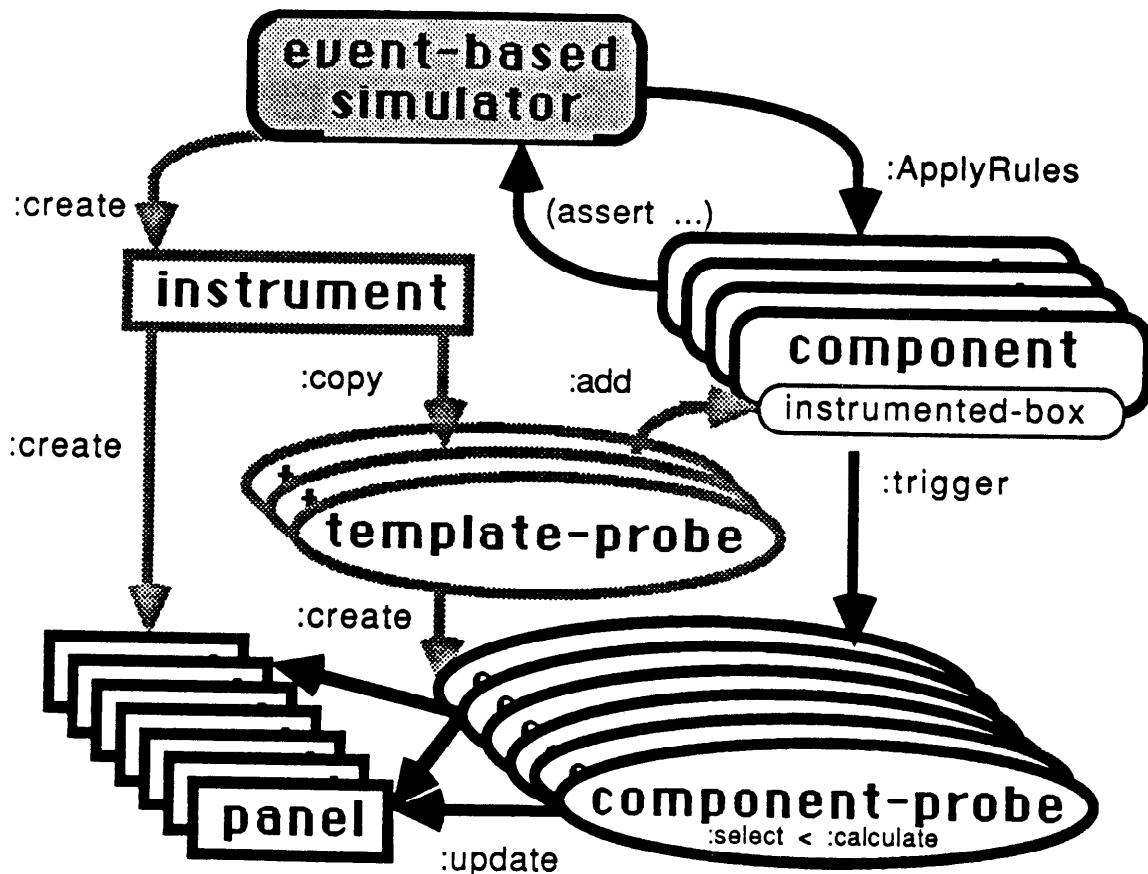 event-based
simulator
:ApplyRules
:create
(assert ...)
instrument
component
:copy
:add
instrumented-box
:create
:trigger
template-probe
:create
component-probe
panel
:select < :calculate
:update